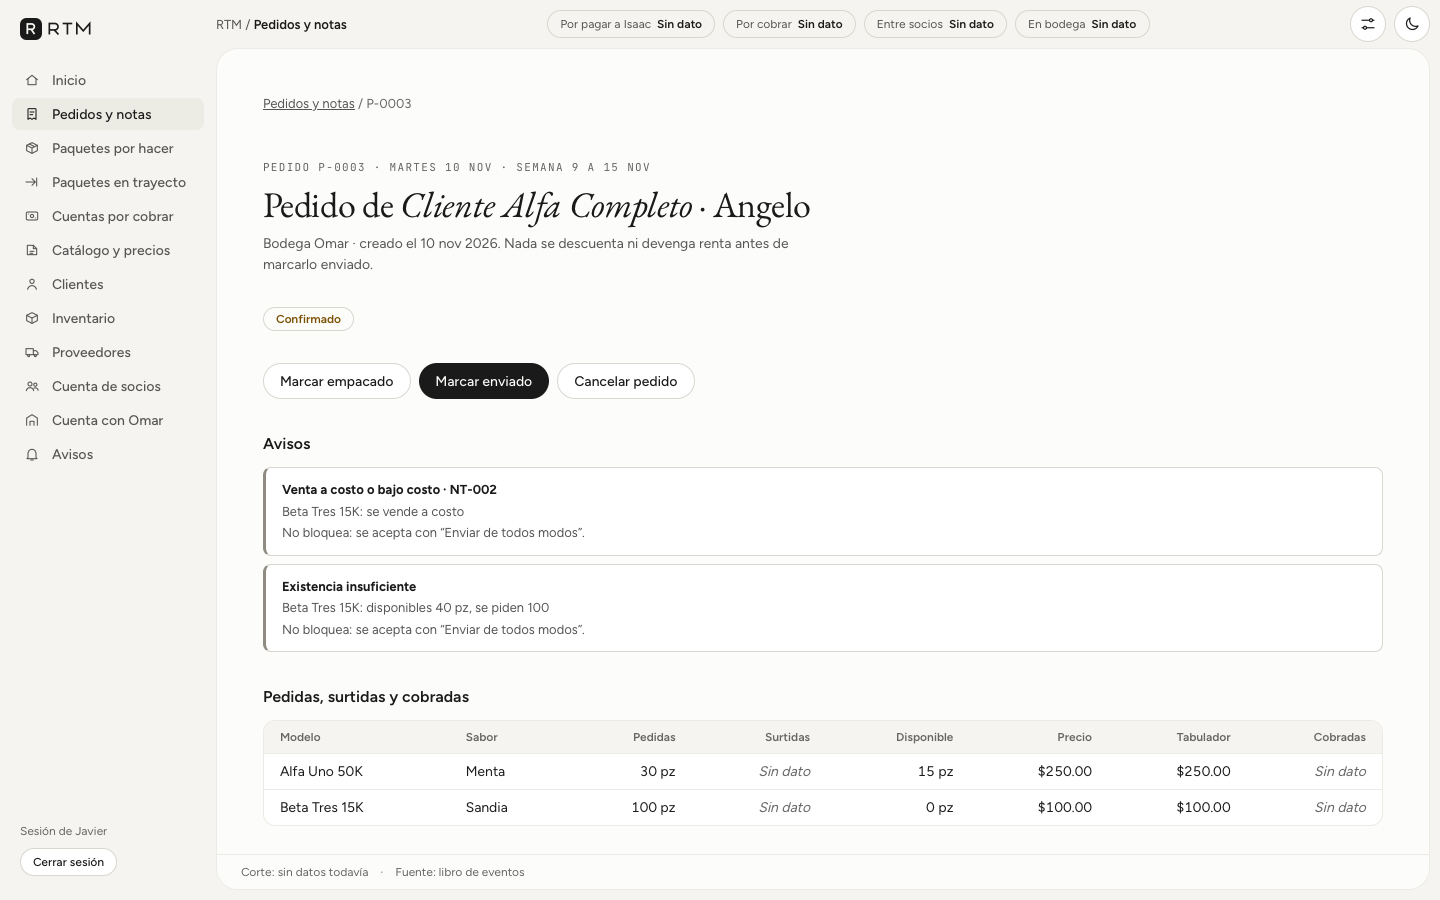 R RTM
RTM / Pedidos y notas
Por pagar a Isaac Sin dato
Por cobrar Sin dato
Entre socios Sin dato
En bodega Sin dato
Inicio
Pedidos y notas
Paquetes por hacer
Paquetes en trayecto
Cuentas por cobrar
Catálogo y precios
Clientes
Inventario
Proveedores
Cuenta de socios
Cuenta con Omar
Avisos
Sesión de Javier
Cerrar sesión
Pedidos y notas / P-0003
PEDIDO P-0003 · MARTES 10 NOV · SEMANA 9 A 15 NOV
Pedido de Cliente Alfa Completo · Angelo
Bodega Omar · creado el 10 nov 2026. Nada se descuenta ni devenga renta antes de
marcarlo enviado.
Confirmado
Marcar empacado
Marcar enviado
Cancelar pedido
Avisos
Venta a costo o bajo costo · NT-002
Beta Tres 15K: se vende a costo
No bloquea: se acepta con “Enviar de todos modos”.
Existencia insuficiente
Beta Tres 15K: disponibles 40 pz, se piden 100
No bloquea: se acepta con “Enviar de todos modos”.
Pedidas, surtidas y cobradas
Modelo Sabor Pedidas Surtidas Disponible Precio Tabulador Cobradas
Alfa Uno 50K Menta 30 pz Sin dato 15 pz $250.00 $250.00 Sin dato
Beta Tres 15K Sandia 100 pz Sin dato 0 pz $100.00 $100.00 Sin dato
Corte: sin datos todavía · Fuente: libro de eventos